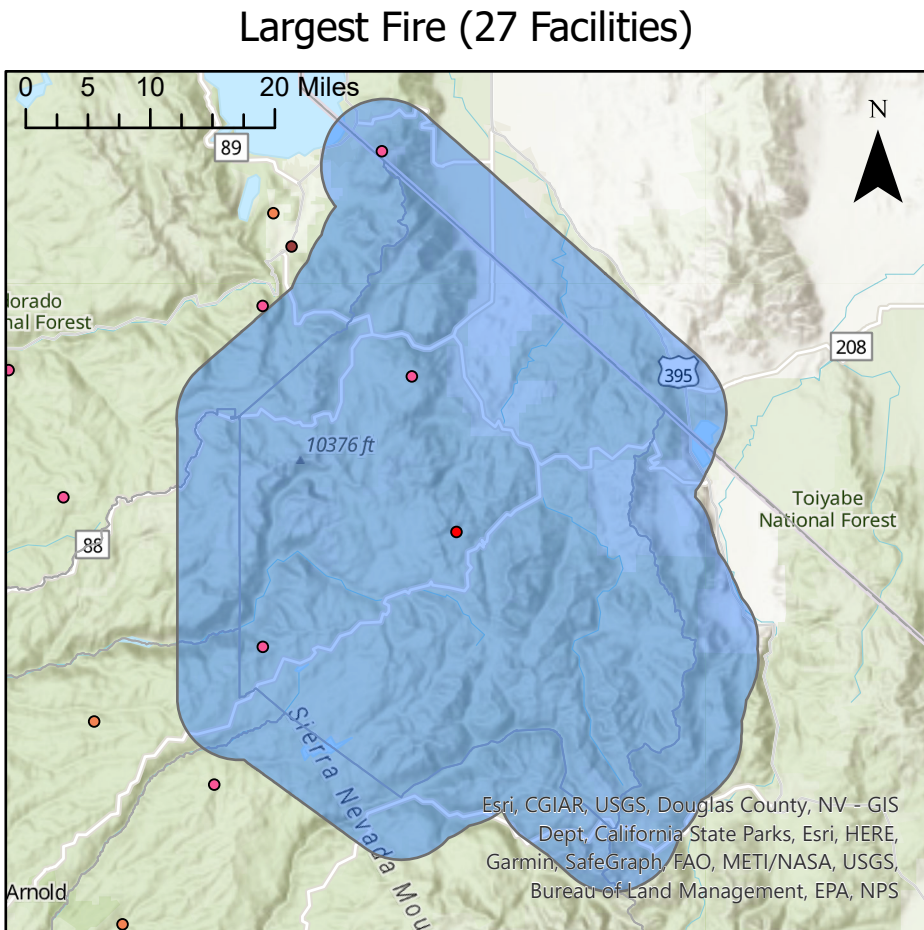 Largest Fire (27 Facilities)
0 5 10 20 Miles
N
89
dorado
nal Forest
208
395
10376 ft
Toiyabe
National Forest
88
Sierra Nevada Mou
Esri, CGIAR, USGS, Douglas County, NV - GIS
Dept, California State Parks, Esri, HERE,
Garmin, SafeGraph, FAO, METI/NASA, USGS,
Bureau of Land Management, EPA, NPS
Arnold